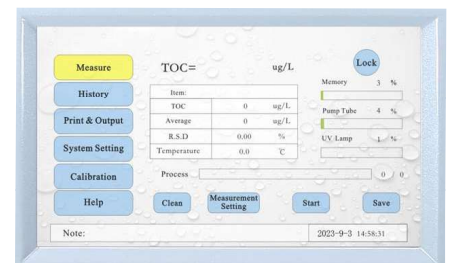 Measure
History
Print & Output
System Setting
Calibration
Help
TOC= ug/L
Lock
Item:
TOC 0 ug/L
Average 0 ug/L
R.S.D 0.00 %
Temperature 0.0 ℃
Memory 3 %
Pump Tube 4 %
UV Lamp 1 %
Process 0 0
Clean
Measurement
Setting
Start
Save
Note:
2023-9-3 14:58:31